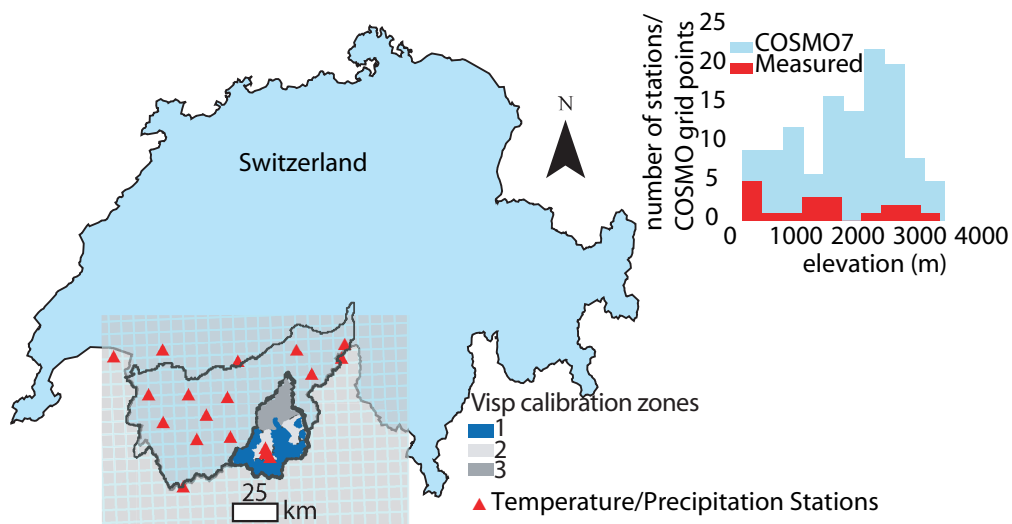 Switzerland
N
number of stations/
COSMO grid points
25
20
15
10
5
0
COSMO7
Measured
0 1000 2000 3000 4000
elevation (m)
Visp calibration zones
1
2
3
25
km
Temperature/Precipitation Stations